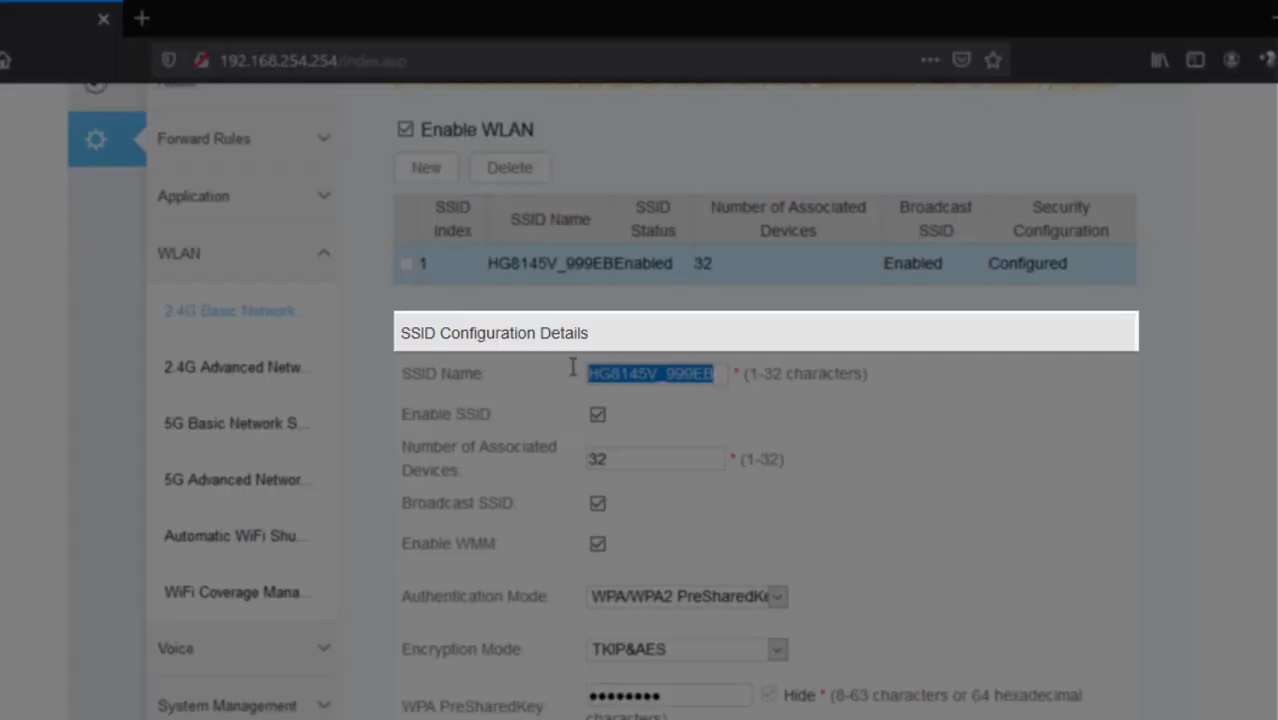 192.168.254.254/index.asp
Forward Rules
Application
WLAN
2.4G Basic Network...
2.4G Advanced Netw...
5G Basic Network S...
5G Advanced Networ...
Automatic WiFi Shu...
WiFi Coverage Mana...
Voice
System Management
Enable WLAN
New Delete
SSID Index SSID Name SSID Status Number of Associated Devices Broadcast SSID Security Configuration
1 HG8145V_999EB Enabled 32 Enabled Configured
SSID Configuration Details
SSID Name: HG8145V_999EB * (1-32 characters)
Enable SSID:
Number of Associated Devices: 32 * (1-32)
Broadcast SSID:
Enable WMM:
Authentication Mode: WPA/WPA2 PreSharedKe
Encryption Mode: TKIP&AES
WPA PreSharedKey ●●●●●●●● Hide * (8-63 characters or 64 hexadecimal
characters)